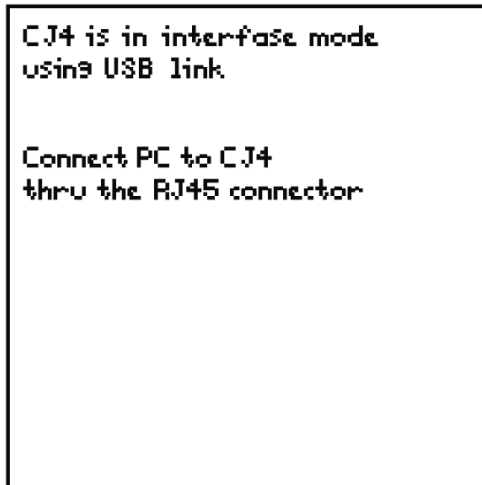 CJ4 is in interfase mode
using USB link
Connect PC to CJ4
thru the RJ45 connector